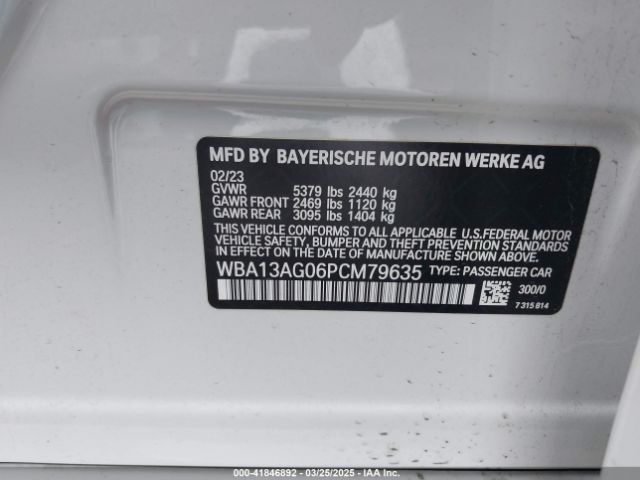 MFD BY BAYERISCHE MOTOREN WERKE AG
02/23
GVWR 5379 lbs 2440 kg
GAWR FRONT 2469 lbs 1120 kg
GAWR REAR 3095 lbs 1404 kg
THIS VEHICLE CONFORMS TO ALL APPLICABLE U.S.FEDERAL MOTOR
VEHICLE SAFETY, BUMPER, AND THEFT PREVENTION STANDARDS
IN EFFECT ON THE DATE OF MANUFACTURE SHOWN ABOVE.
WBA13AG06PCM79635 TYPE: PASSENGER CAR
300/0
7 315 814
000-41846892 • 03/25/2025 • IAA Inc.